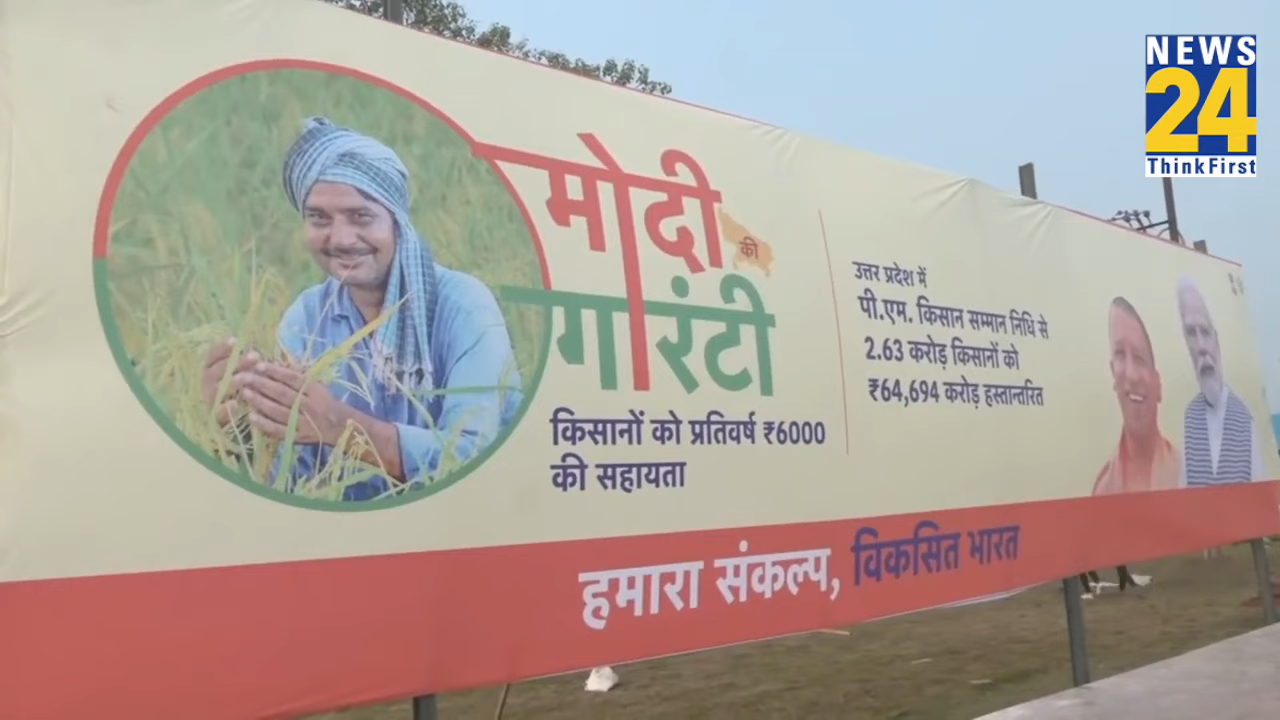 NEWS
24
ThinkFirst
मोदी
की
गारंटी
किसानों को प्रतिवर्ष ₹6000
की सहायता
उत्तर प्रदेश में
पी.एम. किसान सम्मान निधि से
2.63 करोड़ किसानों को
₹64,694 करोड़ हस्तान्तरित
हमारा संकल्प, विकसित भारत